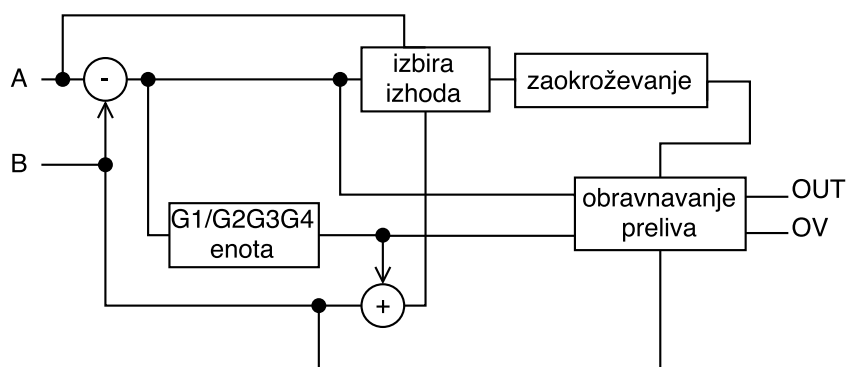 A
-
izbira
izhoda
zaokroževanje
B
obravnavanje
preliva
OUT
OV
G1/G2G3G4
enota
+